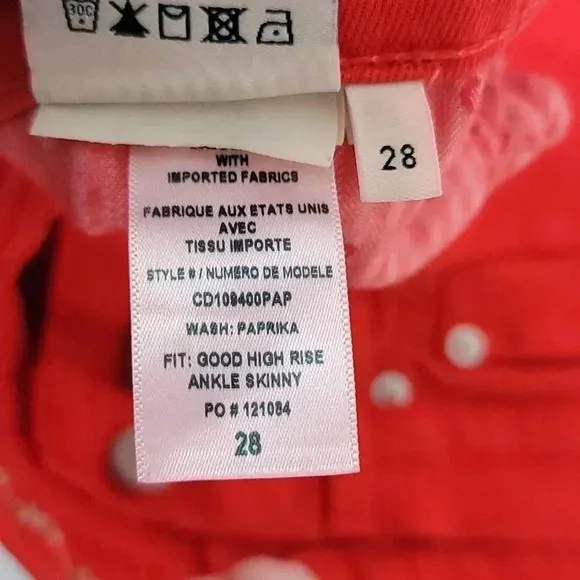 30C
28
WITH
IMPORTED FABRICS
FABRIQUE AUX ETATS UNIS
AVEC
TISSU IMPORTE
STYLE # / NUMERO DE MODELE
CD109400PAP
WASH: PAPRIKA
FIT: GOOD HIGH RISE
ANKLE SKINNY
PO # 121084
28